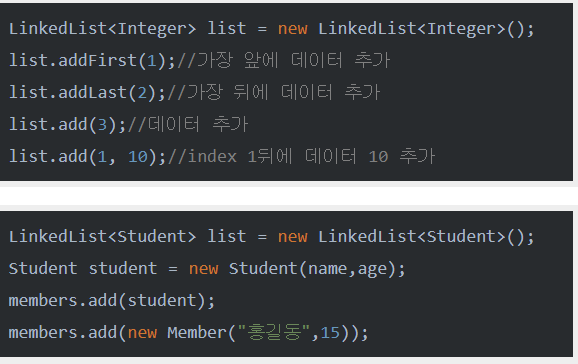 LinkedList<Integer> list = new LinkedList<Integer>();
list.addFirst(1);//가장 앞에 데이터 추가
list.addLast(2);//가장 뒤에 데이터 추가
list.add(3);//데이터 추가
list.add(1, 10);//index 1뒤에 데이터 10 추가
LinkedList<Student> list = new LinkedList<Student>();
Student student = new Student(name,age);
members.add(student);
members.add(new Member("홍길동",15));